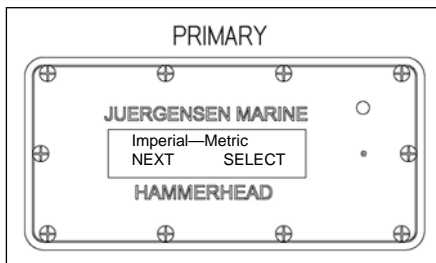 PRIMARY
JUERGENSEN MARINE
Imperial—Metric
NEXT SELECT
HAMMERHEAD